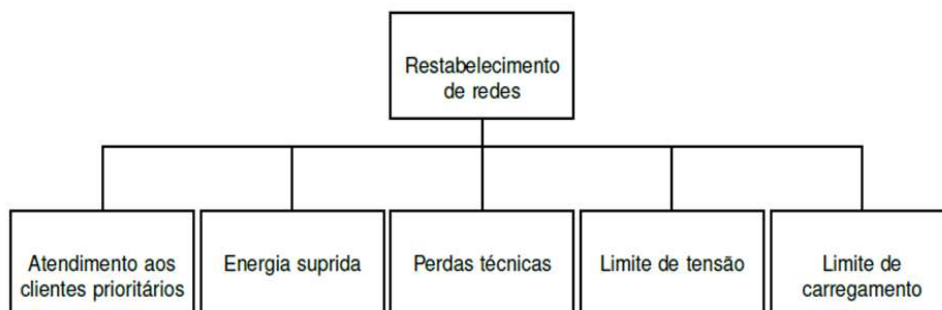 Restabelecimento
de redes
Atendimento aos
clientes prioritários
Energia suprida
Perdas técnicas
Limite de tensão
Limite de
carregamento